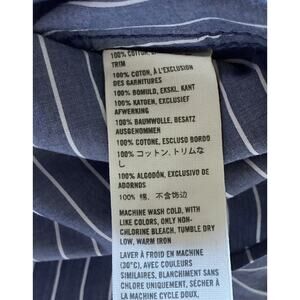 100% COTTON,
TRIM
100% COTON, À L'EXCLUSION
DES GARNITURES
100% BOMULD, EKSKL. KANT
100% KATOEN, EXCLUSIEF
AFWERKING
100% BAUMWOLLE, BESATZ
AUSGENOMMEN
100% COTONE, ESCLUSO BORDO
100% コットン, トリムな
し
100% ALGODÓN, EXCLUSIVO DE
ADORNOS
100% 棉, 不含饰边
MACHINE WASH COLD, WITH
LIKE COLORS, ONLY NON-
CHLORINE BLEACH, TUMBLE DRY
LOW, WARM IRON
LAVER À FROID EN MACHINE
(30°C), AVEC COULEURS
SIMILAIRES, BLANCHIMENT SANS
CHLORE UNIQUEMENT, SÉCHER À
LA MACHINE CYCLE DOUX,